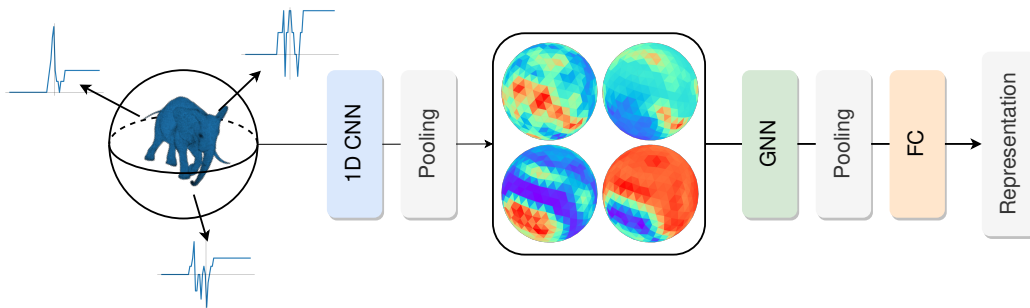 1D CNN
Pooling
GNN
Pooling
FC
Representation